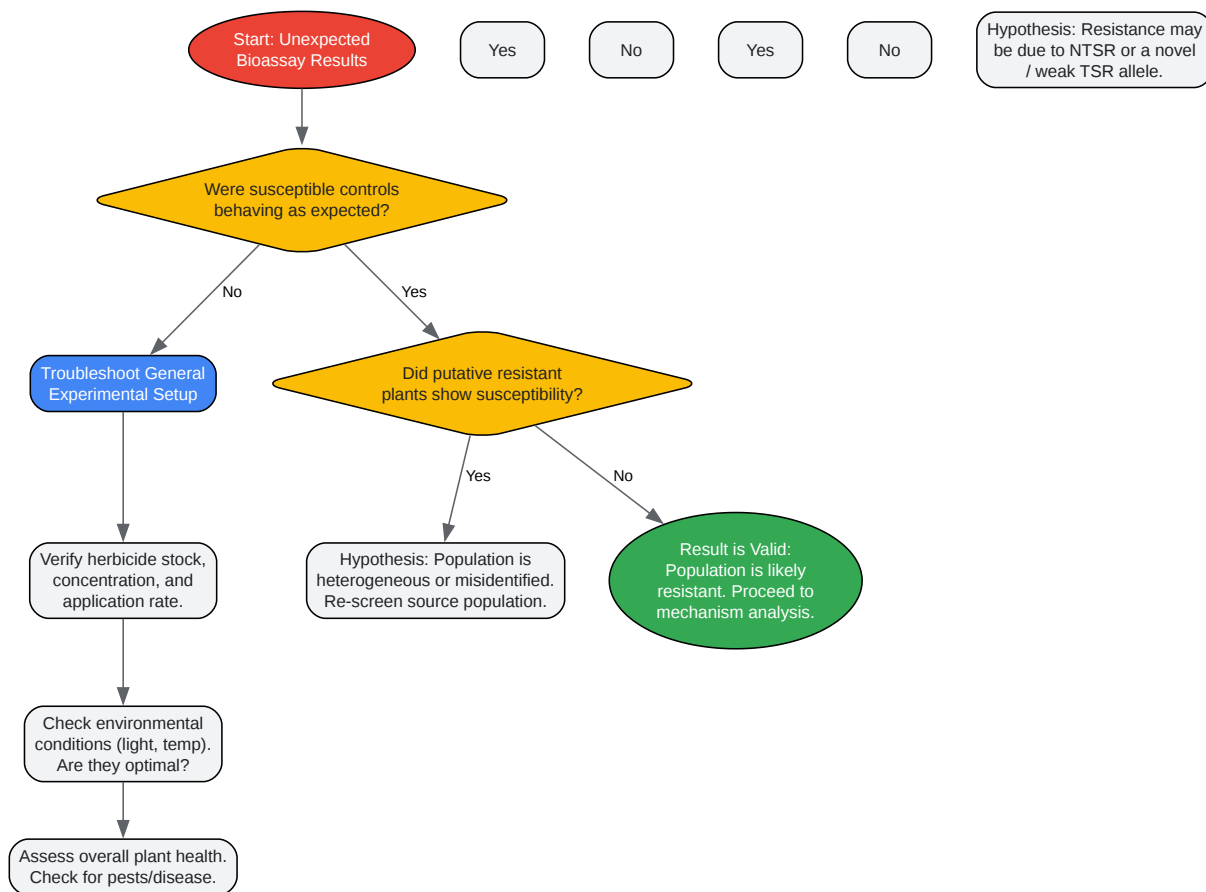 Start: Unexpected
Bioassay Results
Yes
No
Yes
No
Hypothesis: Resistance may
be due to NTSR or a novel
/ weak TSR allele.
Were susceptible controls
behaving as expected?
No
Yes
Troubleshoot General
Experimental Setup
Did putative resistant
plants show susceptibility?
Yes
No
Verify herbicide stock,
concentration, and
application rate.
Hypothesis: Population is
heterogeneous or misidentified.
Re-screen source population.
Result is Valid:
Population is likely
resistant. Proceed to
mechanism analysis.
Check environmental
conditions (light, temp).
Are they optimal?
Assess overall plant health.
Check for pests/disease.